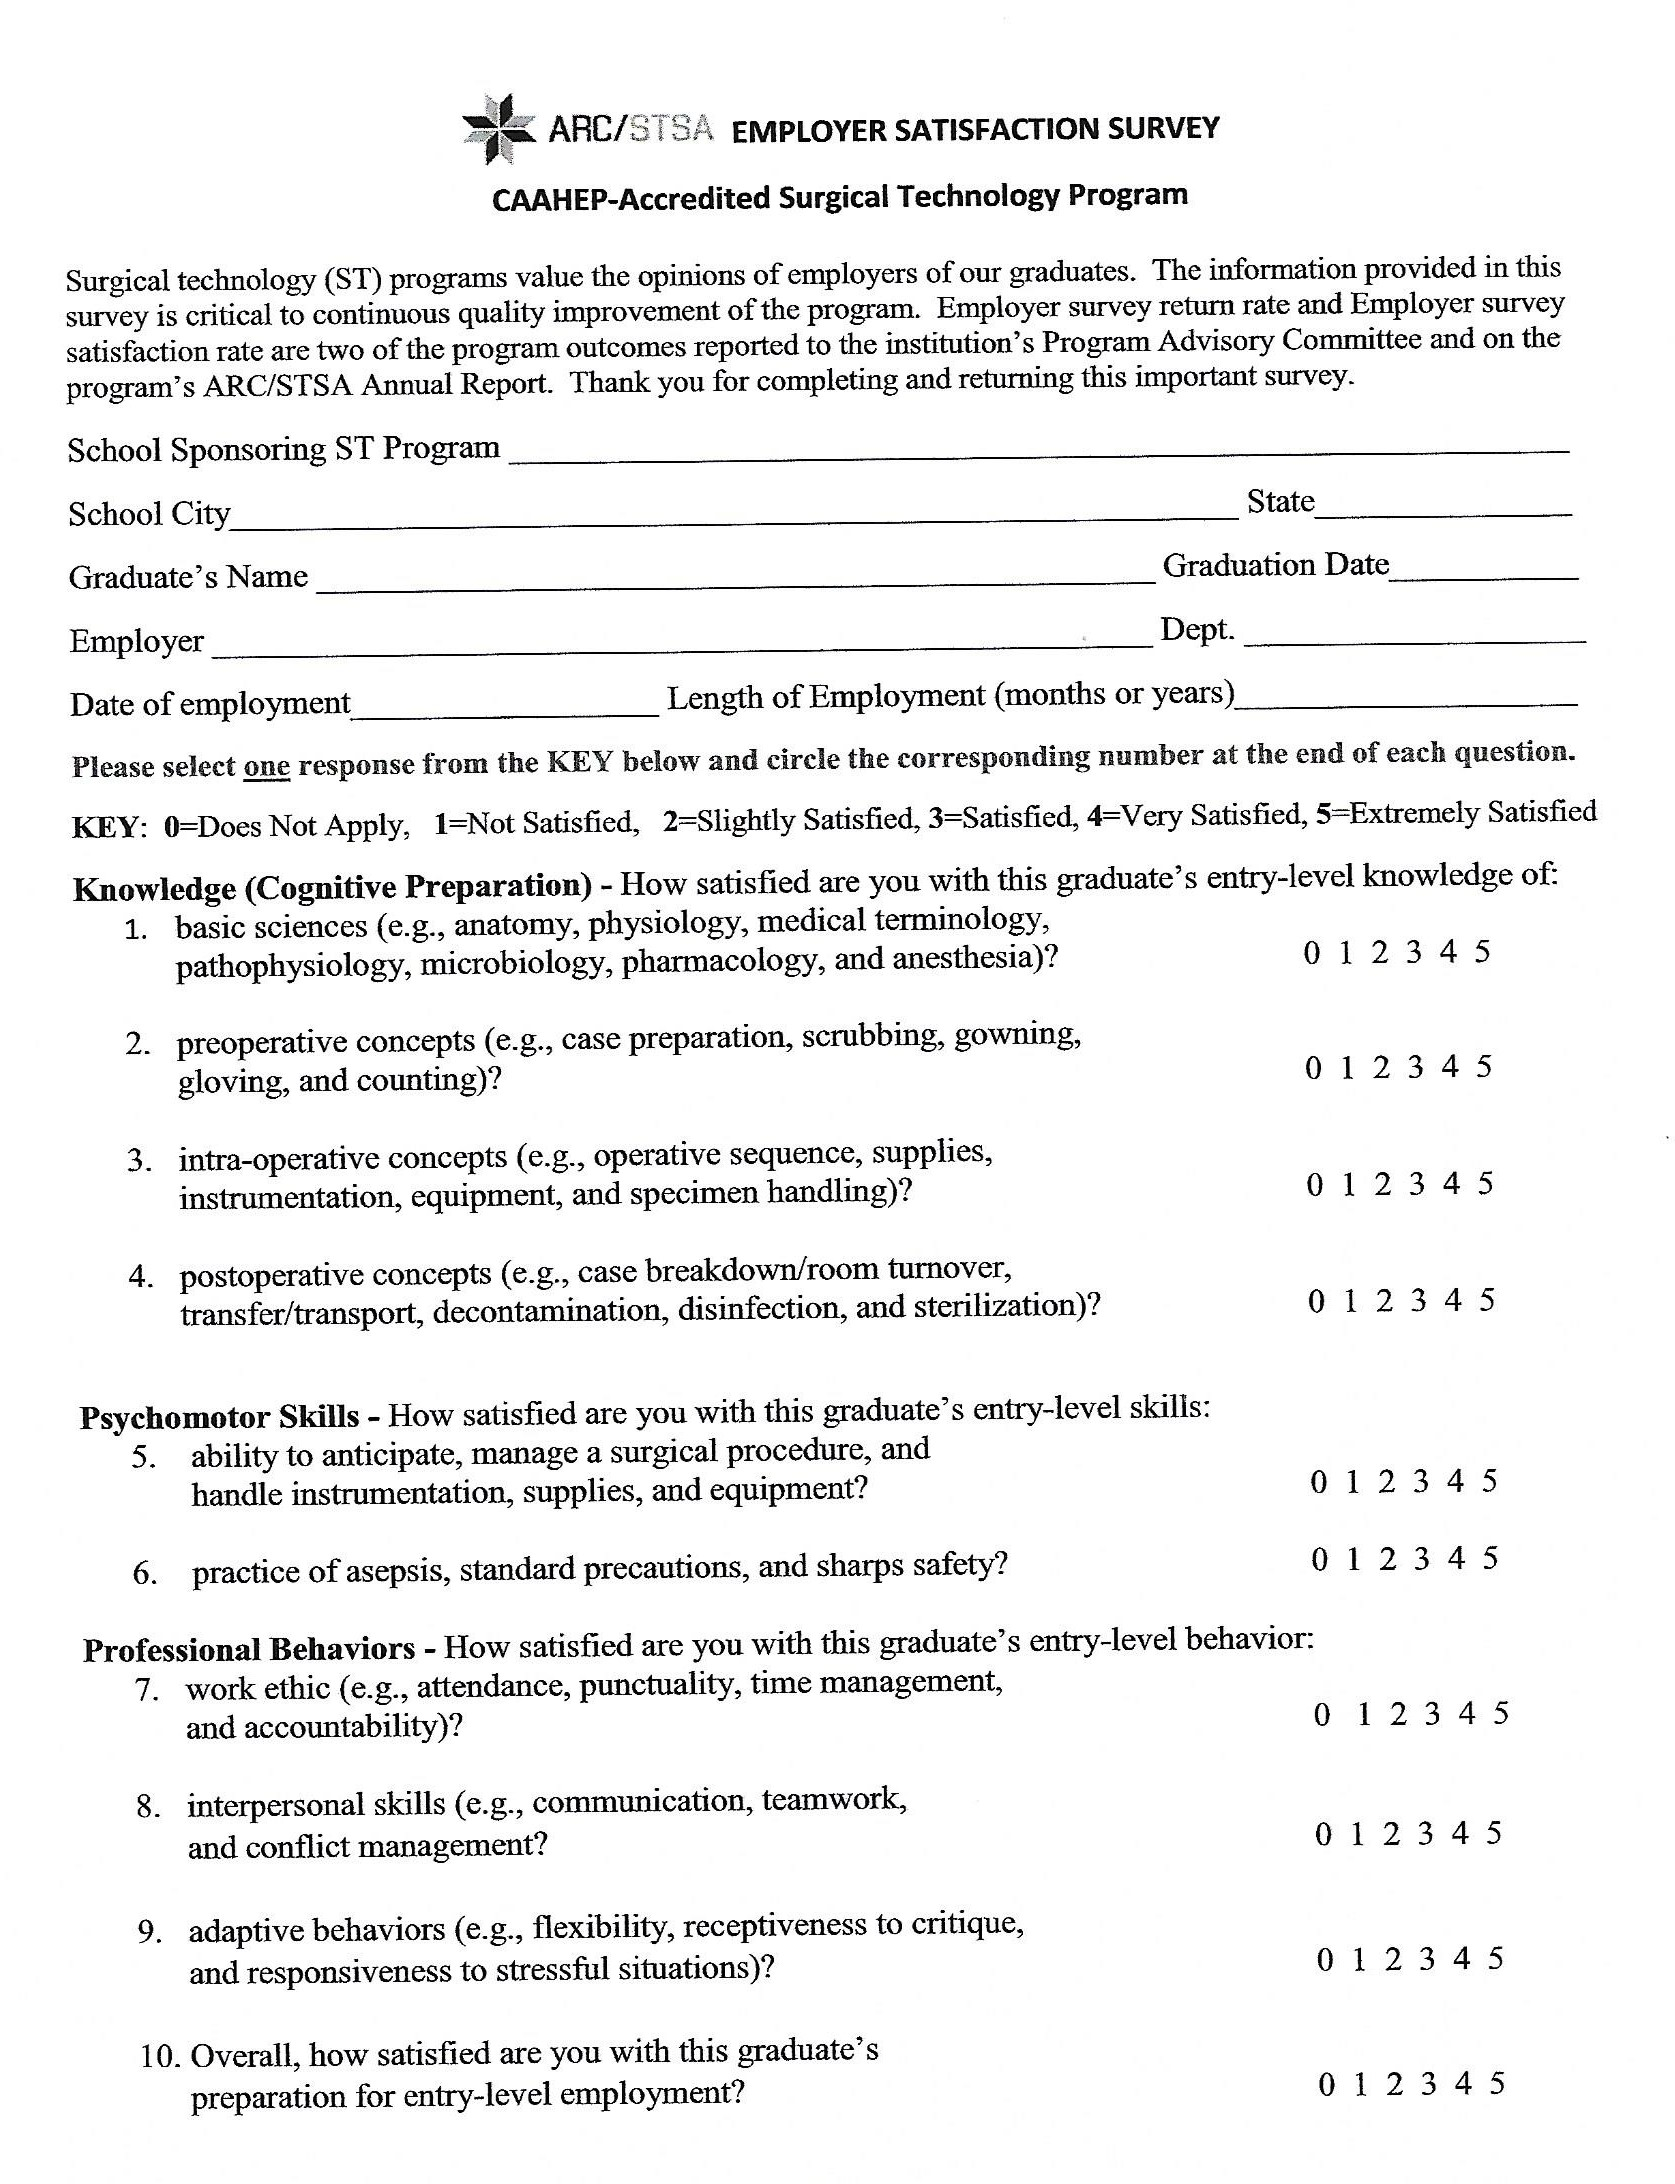 ARC/STSA EMPLOYER SATISFACTION SURVEY
CAAHEP-Accredited Surgical Technology Program
Surgical technology (ST) programs value the opinions of employers of our graduates. The information provided in this
survey is critical to continuous quality improvement of the program. Employer survey return rate and Employer survey
satisfaction rate are two of the program outcomes reported to the institution's Program Advisory Committee and on the
program's ARC/STSA Annual Report. Thank you for completing and returning this important survey.
School Sponsoring ST Program
School City State
Graduate's Name Graduation Date
Employer Dept.
Date of employment Length of Employment (months or years)
Please select one response from the KEY below and circle the corresponding number at the end of each question.
KEY: 0=Does Not Apply, 1=Not Satisfied, 2=Slightly Satisfied, 3=Satisfied, 4=Very Satisfied, 5=Extremely Satisfied
Knowledge (Cognitive Preparation) - How satisfied are you with this graduate's entry-level knowledge of:
1. basic sciences (e.g., anatomy, physiology, medical terminology,
pathophysiology, microbiology, pharmacology, and anesthesia)? 0 1 2 3 4 5
2. preoperative concepts (e.g., case preparation, scrubbing, gowning,
gloving, and counting)? 0 1 2 3 4 5
3. intra-operative concepts (e.g., operative sequence, supplies,
instrumentation, equipment, and specimen handling)? 0 1 2 3 4 5
4. postoperative concepts (e.g., case breakdown/room turnover,
transfer/transport, decontamination, disinfection, and sterilization)? 0 1 2 3 4 5
Psychomotor Skills - How satisfied are you with this graduate's entry-level skills:
5. ability to anticipate, manage a surgical procedure, and
handle instrumentation, supplies, and equipment? 0 1 2 3 4 5
6. practice of asepsis, standard precautions, and sharps safety? 0 1 2 3 4 5
Professional Behaviors - How satisfied are you with this graduate's entry-level behavior:
7. work ethic (e.g., attendance, punctuality, time management,
and accountability)? 0 1 2 3 4 5
8. interpersonal skills (e.g., communication, teamwork,
and conflict management? 0 1 2 3 4 5
9. adaptive behaviors (e.g., flexibility, receptiveness to critique,
and responsiveness to stressful situations)? 0 1 2 3 4 5
10. Overall, how satisfied are you with this graduate's
preparation for entry-level employment? 0 1 2 3 4 5